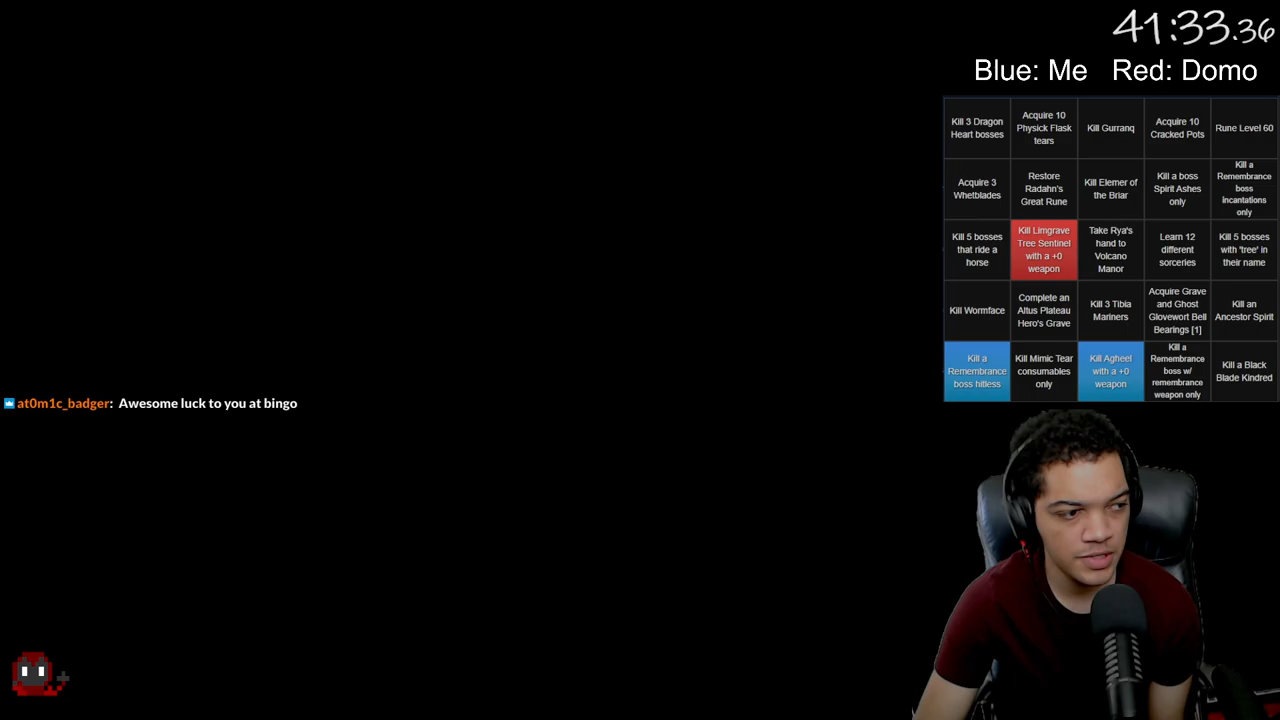 41:33.36
Blue: Me Red: Domo
Kill 3 Dragon
Heart bosses
Acquire 10
Physick Flask
tears
Kill Gurranq
Acquire 10
Cracked Pots
Rune Level 60
Acquire 3
Whetblades
Restore
Radahn's
Great Rune
Kill Elemer of
the Briar
Kill a boss
Spirit Ashes
only
Kill a
Remembrance
boss
incantations
only
Kill 5 bosses
that ride a
horse
Kill Limgrave
Tree Sentinel
with a +0
weapon
Take Rya's
hand to
Volcano
Manor
Learn 12
different
sorceries
Kill 5 bosses
with 'tree' in
their name
Kill Wormface
Complete an
Altus Plateau
Hero's Grave
Kill 3 Tibia
Mariners
Acquire Grave
and Ghost
Glovewort Bell
Bearings [1]
Kill an
Ancestor Spirit
Kill a
Remembrance
boss hitless
Kill Mimic Tear
consumables
only
Kill Agheel
with a +0
weapon
Kill a
Remembrance
boss w/
remembrance
weapon only
Kill a Black
Blade Kindred
at0m1c_badger: Awesome luck to you at bingo